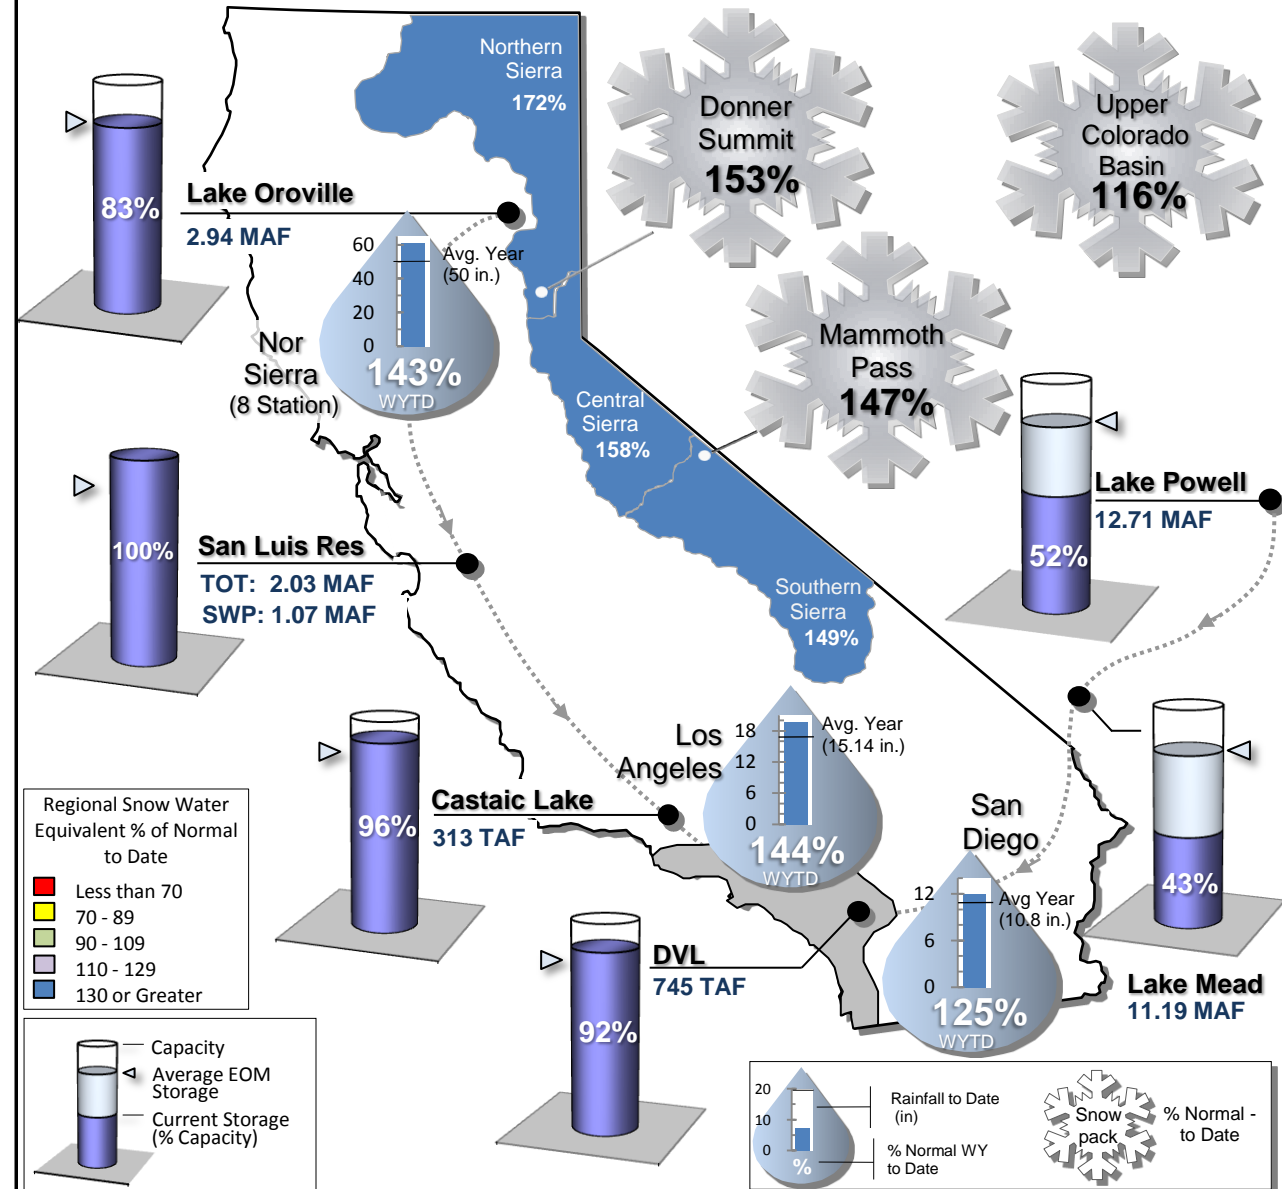 Northern
Sierra
172%
Donner
Summit
153%
Upper
Colorado
Basin
116%
83%
Lake Oroville
2.94 MAF
60
40
20
0
Avg. Year
(50 in.)
Nor
Sierra
(8 Station)
143%
WYTD
Mammoth
Pass
147%
Central
Sierra
158%
100%
San Luis Res
TOT: 2.03 MAF
SWP: 1.07 MAF
Lake Powell
12.71 MAF
52%
Southern
Sierra
149%
Los
Angeles
18
12
6
0
Avg. Year
(15.14 in.)
144%
WYTD
96%
Castaic Lake
313 TAF
San
Diego
12
6
0
Avg Year
(10.8 in.)
125%
WYTD
43%
Lake Mead
11.19 MAF
92%
DVL
745 TAF
Regional Snow Water
Equivalent % of Normal
to Date
Less than 70
70 - 89
90 - 109
110 - 129
130 or Greater
Capacity
Average EOM
Storage
Current Storage
(% Capacity)
20
10
0
%
Rainfall to Date
(in)
% Normal WY
to Date
Snow
pack
% Normal -
to Date